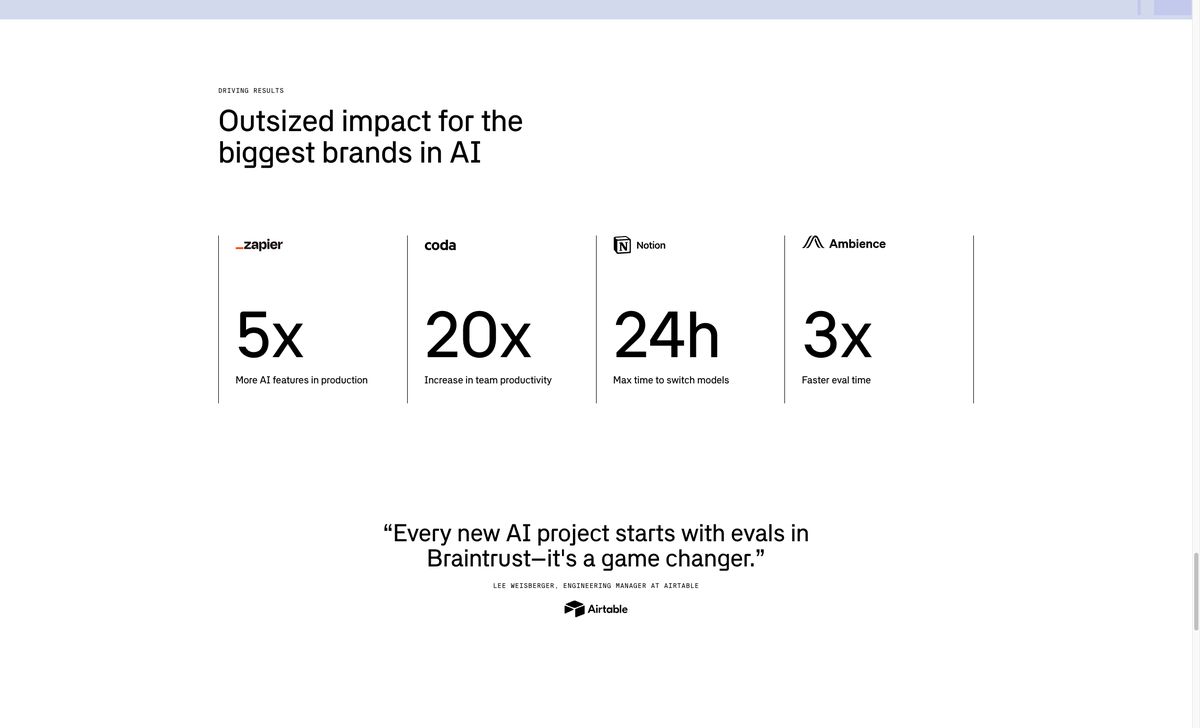 DRIVING RESULTS
Outsized impact for the
biggest brands in AI
_zapier
coda
Notion
Ambience
5x
20x
24h
3x
More AI features in production
Increase in team productivity
Max time to switch models
Faster eval time
“Every new AI project starts with evals in
Braintrust—it's a game changer.”
LEE WEISBERGER, ENGINEERING MANAGER AT AIRTABLE
Airtable